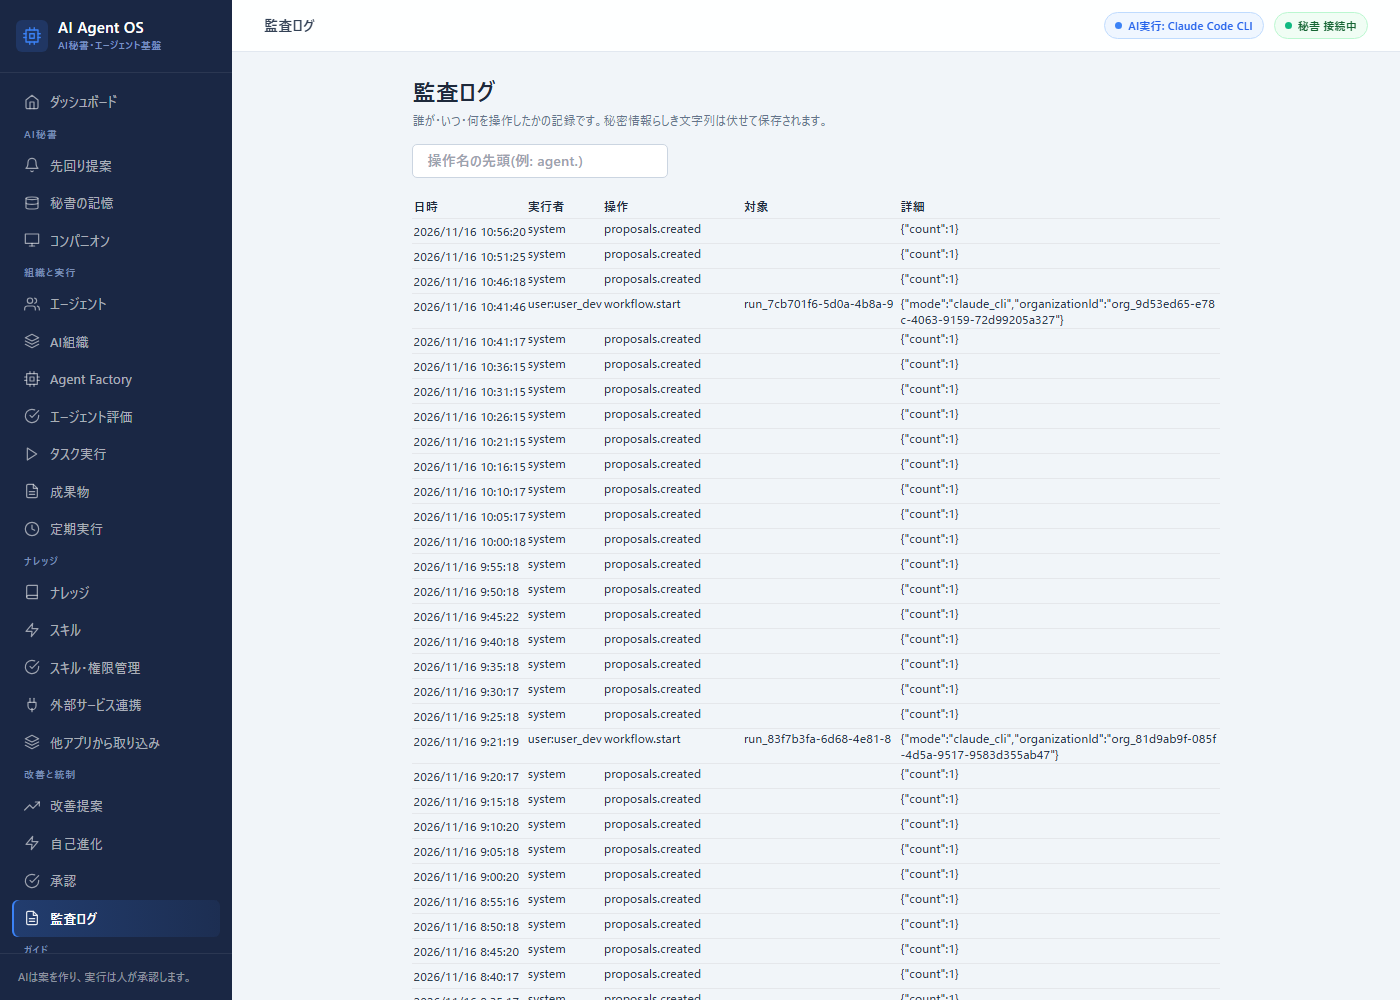 AI Agent OS
AI秘書・エージェント基盤
ダッシュボード
AI秘書
先回り提案
秘書の記憶
コンパニオン
組織と実行
エージェント
AI組織
Agent Factory
エージェント評価
タスク実行
成果物
定期実行
ナレッジ
ナレッジ
スキル
スキル・権限管理
外部サービス連携
他アプリから取り込み
改善と統制
改善提案
自己進化
承認
監査ログ
ガイド
AIは案を作り、実行は人が承認します。
監査ログ
AI実行: Claude Code CLI
秘書 接続中
監査ログ
誰が・いつ・何を操作したかの記録です。秘密情報らしき文字列は伏せて保存されます。
操作名の先頭(例: agent.)
日時 実行者 操作 対象 詳細
2026/11/16 10:56:20 system proposals.created {"count":1}
2026/11/16 10:51:25 system proposals.created {"count":1}
2026/11/16 10:46:18 system proposals.created {"count":1}
2026/11/16 10:41:46 user:user_dev workflow.start run_7cb701f6-5d0a-4b8a-9 {"mode":"claude_cli","organizationId":"org_9d53ed65-e78
c-4063-9159-72d99205a327"}
2026/11/16 10:41:17 system proposals.created {"count":1}
2026/11/16 10:36:15 system proposals.created {"count":1}
2026/11/16 10:31:15 system proposals.created {"count":1}
2026/11/16 10:26:15 system proposals.created {"count":1}
2026/11/16 10:21:15 system proposals.created {"count":1}
2026/11/16 10:16:15 system proposals.created {"count":1}
2026/11/16 10:10:17 system proposals.created {"count":1}
2026/11/16 10:05:17 system proposals.created {"count":1}
2026/11/16 10:00:18 system proposals.created {"count":1}
2026/11/16 9:55:18 system proposals.created {"count":1}
2026/11/16 9:50:18 system proposals.created {"count":1}
2026/11/16 9:45:22 system proposals.created {"count":1}
2026/11/16 9:40:18 system proposals.created {"count":1}
2026/11/16 9:35:18 system proposals.created {"count":1}
2026/11/16 9:30:17 system proposals.created {"count":1}
2026/11/16 9:25:18 system proposals.created {"count":1}
2026/11/16 9:21:19 user:user_dev workflow.start run_83f7b3fa-6d68-4e81-8 {"mode":"claude_cli","organizationId":"org_81d9ab9f-085f
-4d5a-9517-9583d355ab47"}
2026/11/16 9:20:17 system proposals.created {"count":1}
2026/11/16 9:15:18 system proposals.created {"count":1}
2026/11/16 9:10:20 system proposals.created {"count":1}
2026/11/16 9:05:18 system proposals.created {"count":1}
2026/11/16 9:00:20 system proposals.created {"count":1}
2026/11/16 8:55:16 system proposals.created {"count":1}
2026/11/16 8:50:18 system proposals.created {"count":1}
2026/11/16 8:45:20 system proposals.created {"count":1}
2026/11/16 8:40:17 system proposals.created {"count":1}
system proposals.created {"count":1}